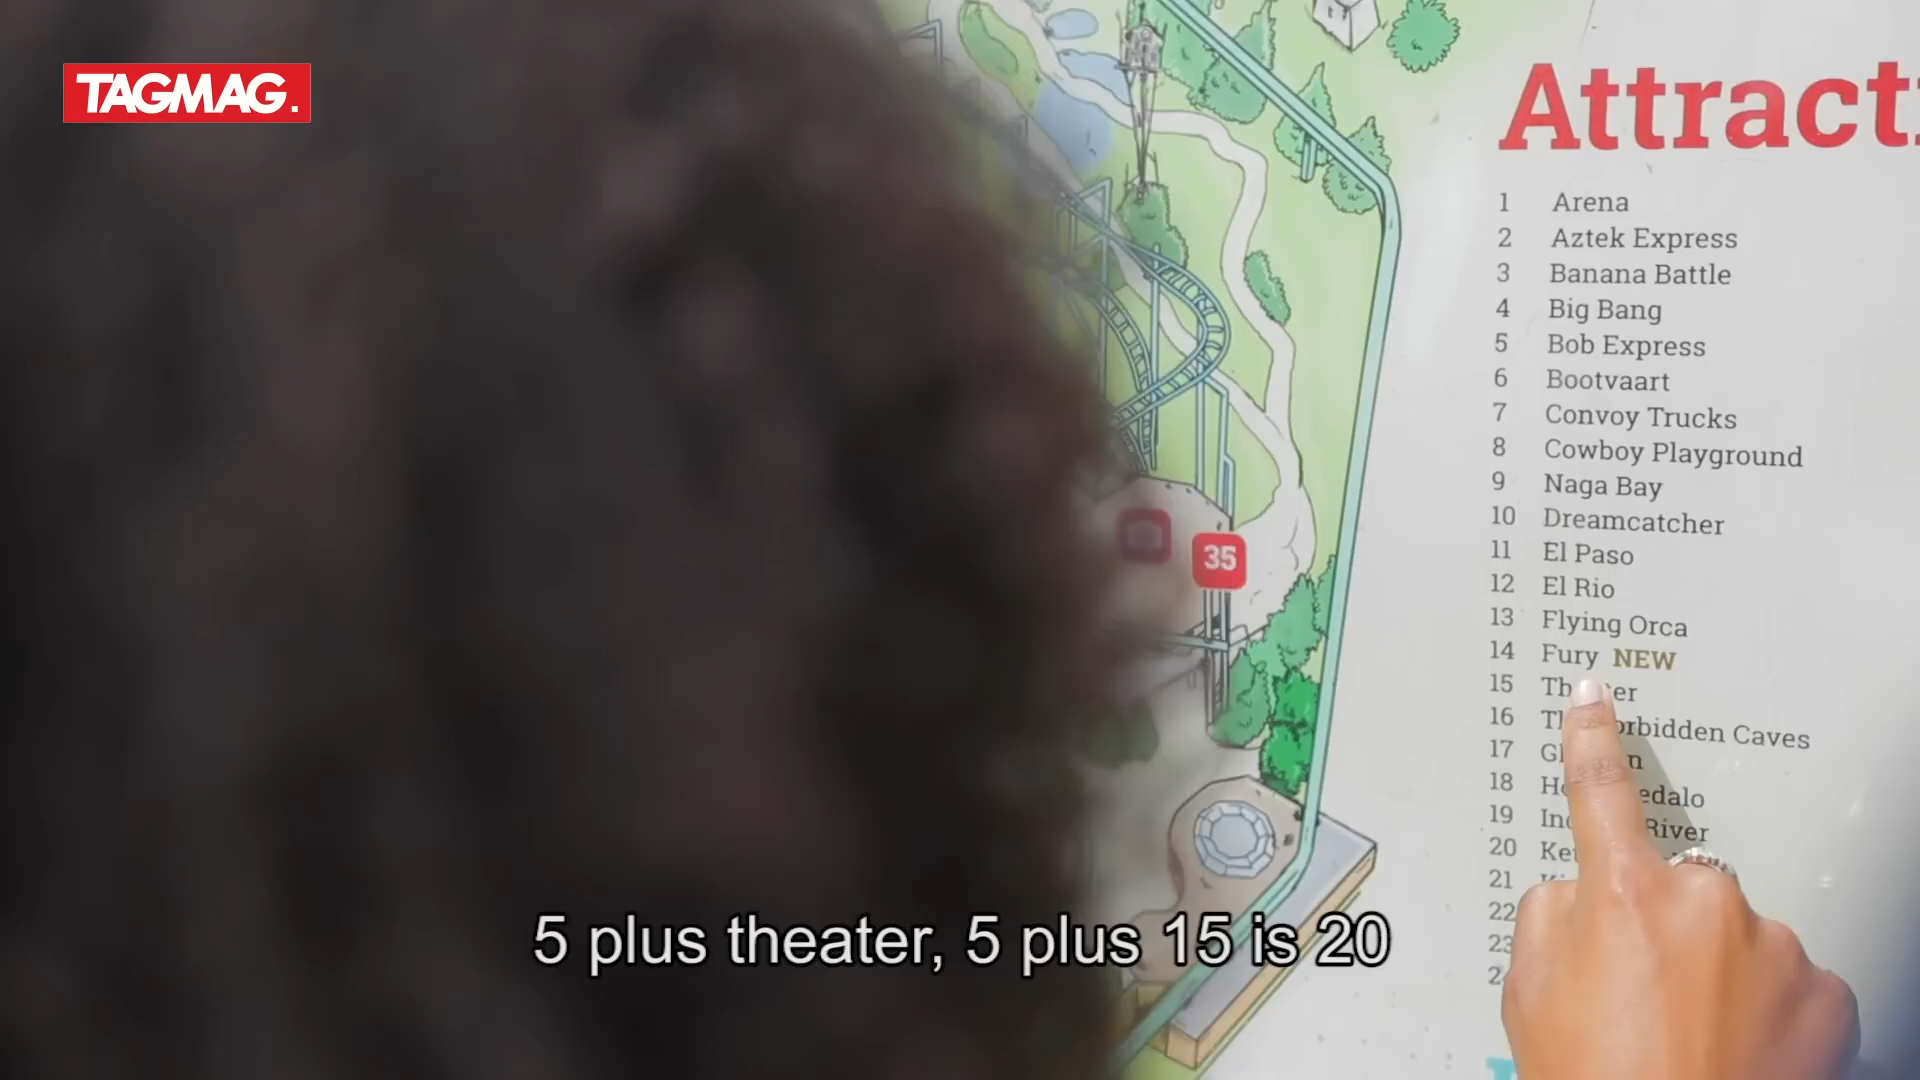 TAGMAG.
Attract
1 Arena
2 Aztek Express
3 Banana Battle
4 Big Bang
5 Bob Express
6 Bootvaart
7 Convoy Trucks
8 Cowboy Playground
9 Naga Bay
10 Dreamcatcher
11 El Paso
12 El Rio
13 Flying Orca
14 Fury NEW
15
16 Caves
17
18
19 River
20
21
22
23
35
5 plus theater, 5 plus 15 is 20